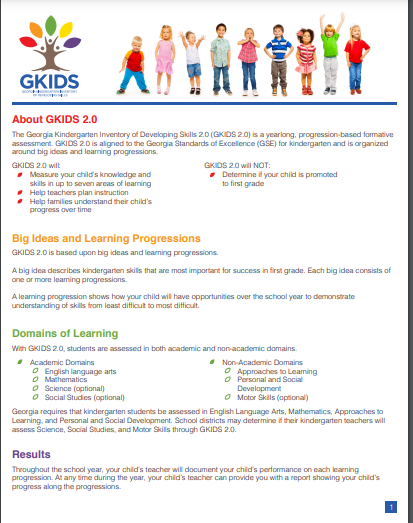 GKIDS
GEORGIA KINDERGARTEN INVENTORY
OF DEVELOPING SKILLS
About GKIDS 2.0
The Georgia Kindergarten Inventory of Developing Skills 2.0 (GKIDS 2.0) is a yearlong, progression-based formative
assessment. GKIDS 2.0 is aligned to the Georgia Standards of Excellence (GSE) for kindergarten and is organized
around big ideas and learning progressions.
GKIDS 2.0 will:
Measure your child's knowledge and
skills in up to seven areas of learning
Help teachers plan instruction
Help families understand their child's
progress over time
GKIDS 2.0 will NOT:
Determine if your child is promoted
to first grade
Big Ideas and Learning Progressions
GKIDS 2.0 is based upon big ideas and learning progressions.
A big idea describes kindergarten skills that are most important for success in first grade. Each big idea consists of
one or more learning progressions.
A learning progression shows how your child will have opportunities over the school year to demonstrate
understanding of skills from least difficult to most difficult.
Domains of Learning
With GKIDS 2.0, students are assessed in both academic and non-academic domains.
Academic Domains
English language arts
Mathematics
Science (optional)
Social Studies (optional)
Non-Academic Domains
Approaches to Learning
Personal and Social
Development
Motor Skills (optional)
Georgia requires that kindergarten students be assessed in English Language Arts, Mathematics, Approaches to
Learning, and Personal and Social Development. School districts may determine if their kindergarten teachers will
assess Science, Social Studies, and Motor Skills through GKIDS 2.0.
Results
Throughout the school year, your child's teacher will document your child's performance on each learning
progression. At any time during the year, your child's teacher can provide you with a report showing your child's
progress along the progressions.
1